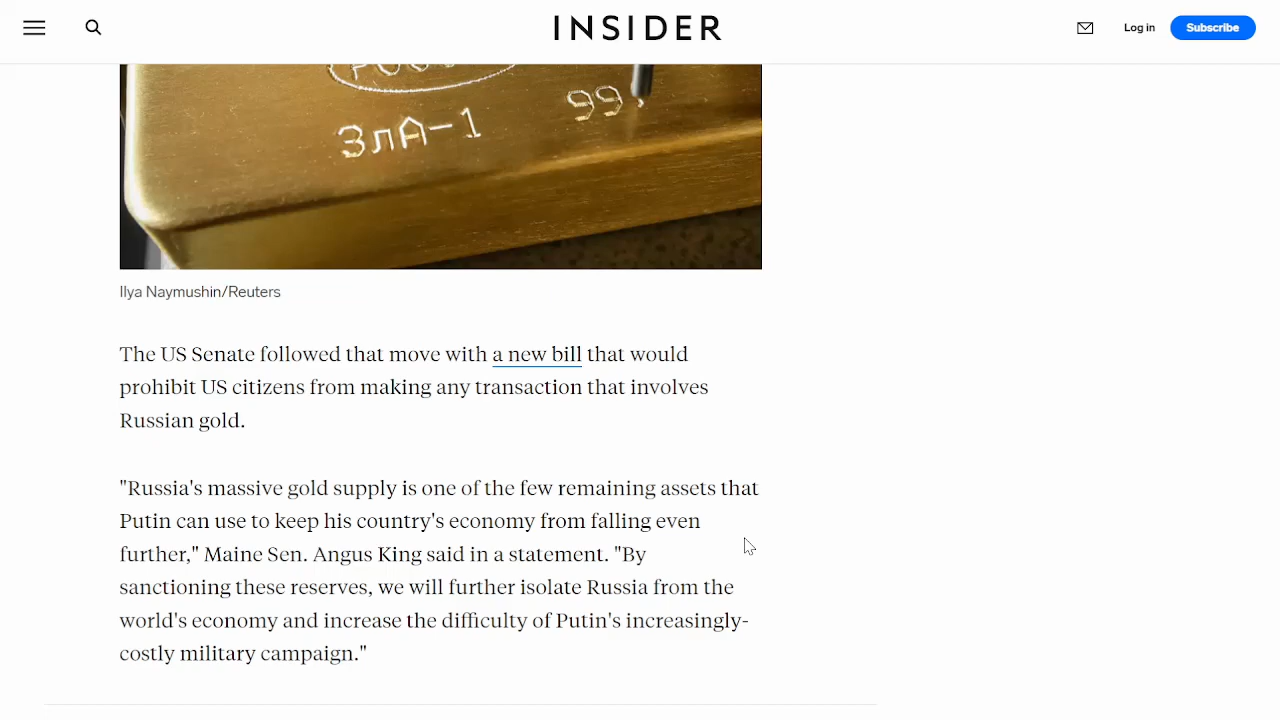 INSIDER
Log in
Subscribe
ЗлА-1
99
Ilya Naymushin/Reuters
The US Senate followed that move with a new bill that would
prohibit US citizens from making any transaction that involves
Russian gold.
"Russia's massive gold supply is one of the few remaining assets that
Putin can use to keep his country's economy from falling even
further," Maine Sen. Angus King said in a statement. "By
sanctioning these reserves, we will further isolate Russia from the
world's economy and increase the difficulty of Putin's increasingly-
costly military campaign."